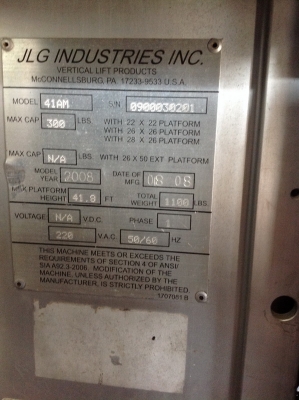 JLG INDUSTRIES INC.
VERTICAL LIFT PRODUCTS
McCONNELLSBURG, PA. 17233-9533 U.S.A
MODEL 41AM S/N 0900030201
MAX CAP 300 LBS. WITH 22 X 22 PLATFORM
WITH 26 X 26 PLATFORM
WITH 28 X 26 PLATFORM
MAX CAP N/A LBS. WITH 26 X 50 EXT PLATFORM
MODEL YEAR 2008 DATE OF MFG. 08 08
MAX PLATFORM HEIGHT 41.0 FT TOTAL WEIGHT 1100 LBS.
VOLTAGE N/A V.D.C. PHASE 1
220 V.A.C. 50/60 HZ
THIS MACHINE MEETS OR EXCEEDS THE
REQUIREMENTS OF SECTION 4 OF ANSI/
SIA A92.3-2006. MODIFICATION OF THE
MACHINE, UNLESS AUTHORIZED BY THE
MANUFACTURER, IS STRICTLY PROHIBITED.
1707051 B